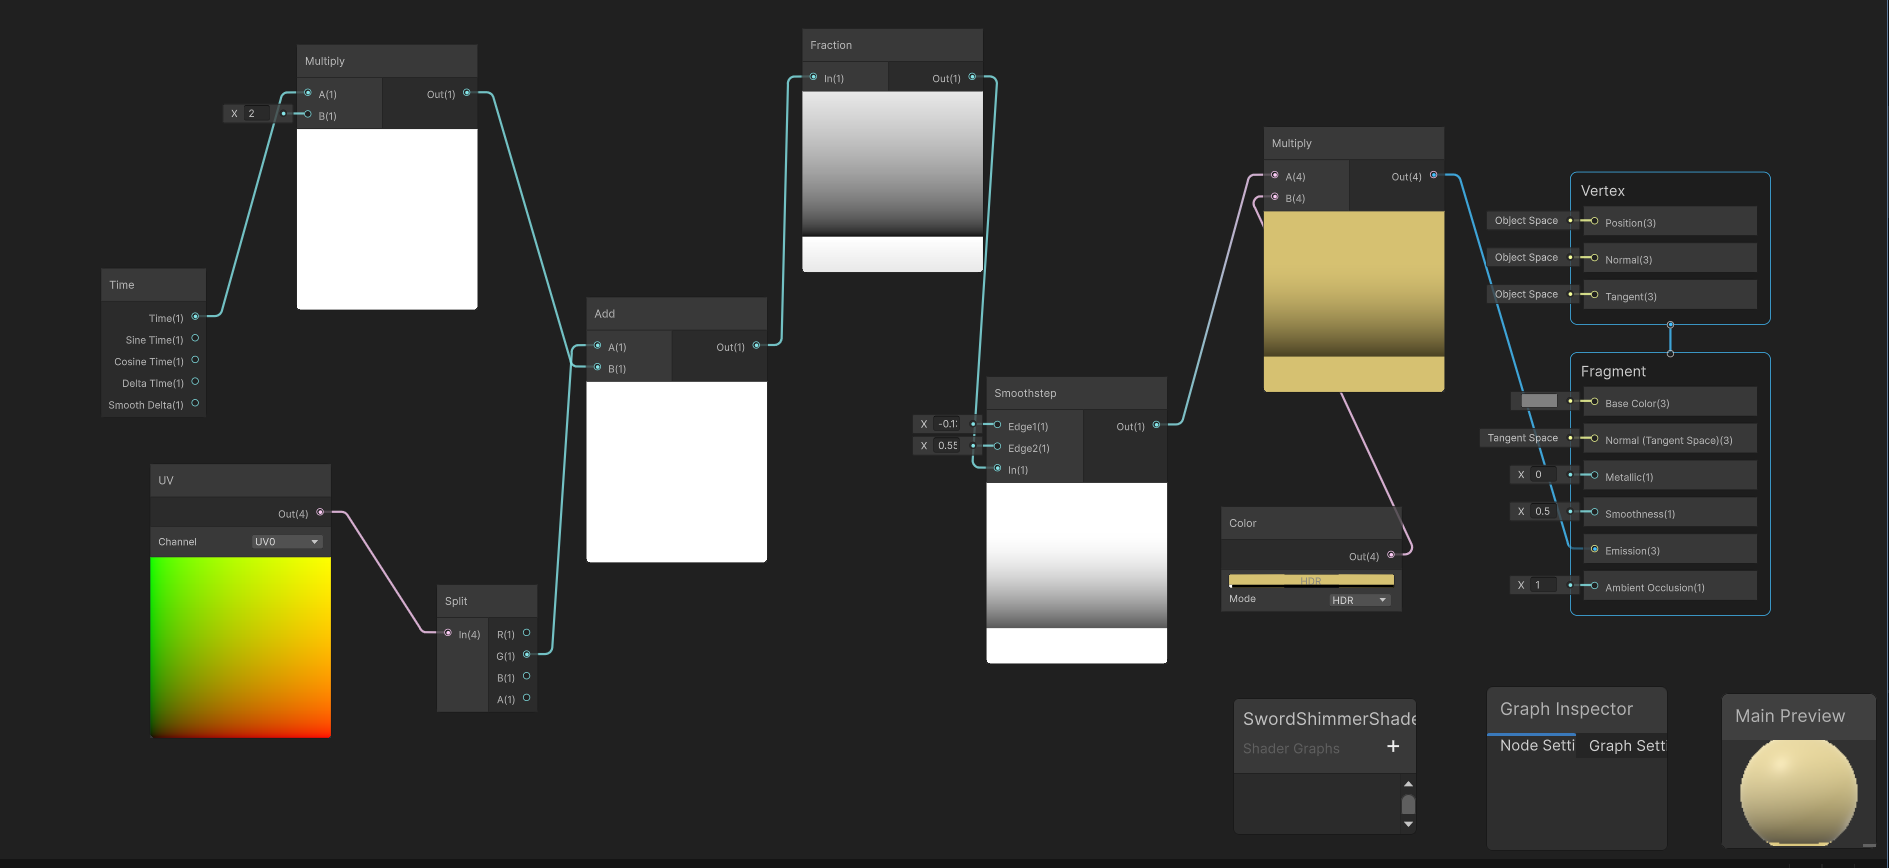 Multiply
A(1)
Out(1)
X 2
B(1)
Time
Time(1)
Sine Time(1)
Cosine Time(1)
Delta Time(1)
Smooth Delta(1)
UV
Out(4)
Channel
UV0
Split
In(4)
R(1)
G(1)
B(1)
A(1)
Add
A(1)
Out(1)
B(1)
Fraction
In(1)
Out(1)
Smoothstep
X -0.1
Edge1(1)
Out(1)
X 0.55
Edge2(1)
In(1)
Multiply
A(4)
Out(4)
B(4)
Color
Out(4)
HDR
Mode
HDR
Vertex
Object Space
Position(3)
Object Space
Normal(3)
Object Space
Tangent(3)
Fragment
Base Color(3)
Tangent Space
Normal (Tangent Space)(3)
X 0
Metallic(1)
X 0.5
Smoothness(1)
Emission(3)
X 1
Ambient Occlusion(1)
SwordShimmerShade
Shader Graphs
+
Graph Inspector
Node Setti
Graph Setti
Main Preview